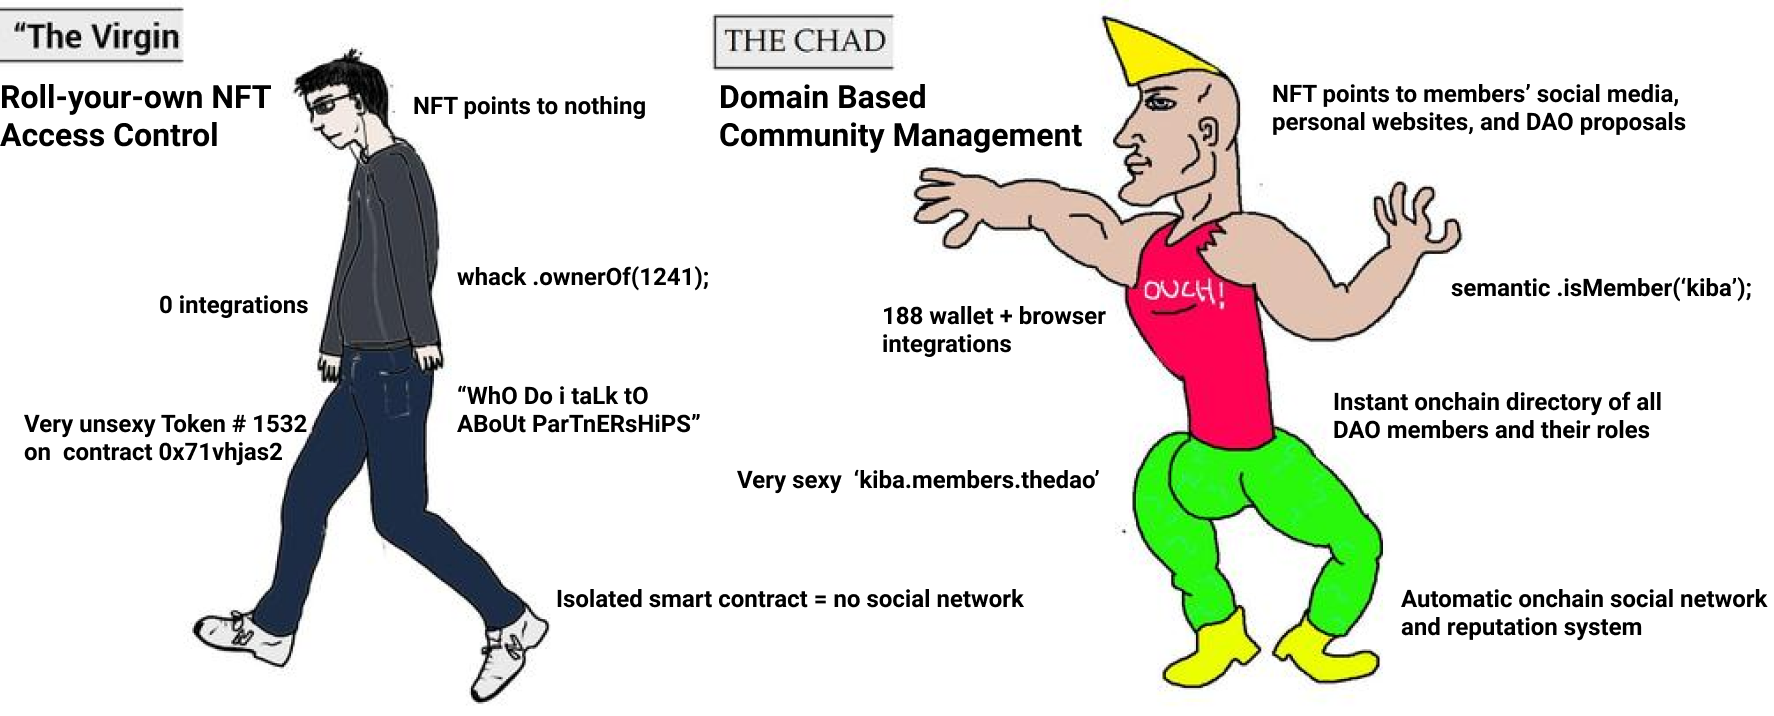 “The Virgin
Roll-your-own NFT
Access Control
NFT points to nothing
whack .ownerOf(1241);
0 integrations
“WhO Do i taLk tO
ABoUt ParTnERsHiPS”
Very unsexy Token # 1532
on  contract 0x71vhjas2
Isolated smart contract = no social network
THE CHAD
Domain Based
Community Management
NFT points to members’ social media,
personal websites, and DAO proposals
OUCH!
semantic .isMember(‘kiba’);
188 wallet + browser
integrations
Instant onchain directory of all
DAO members and their roles
Very sexy  ‘kiba.members.thedao’
Automatic onchain social network
and reputation system